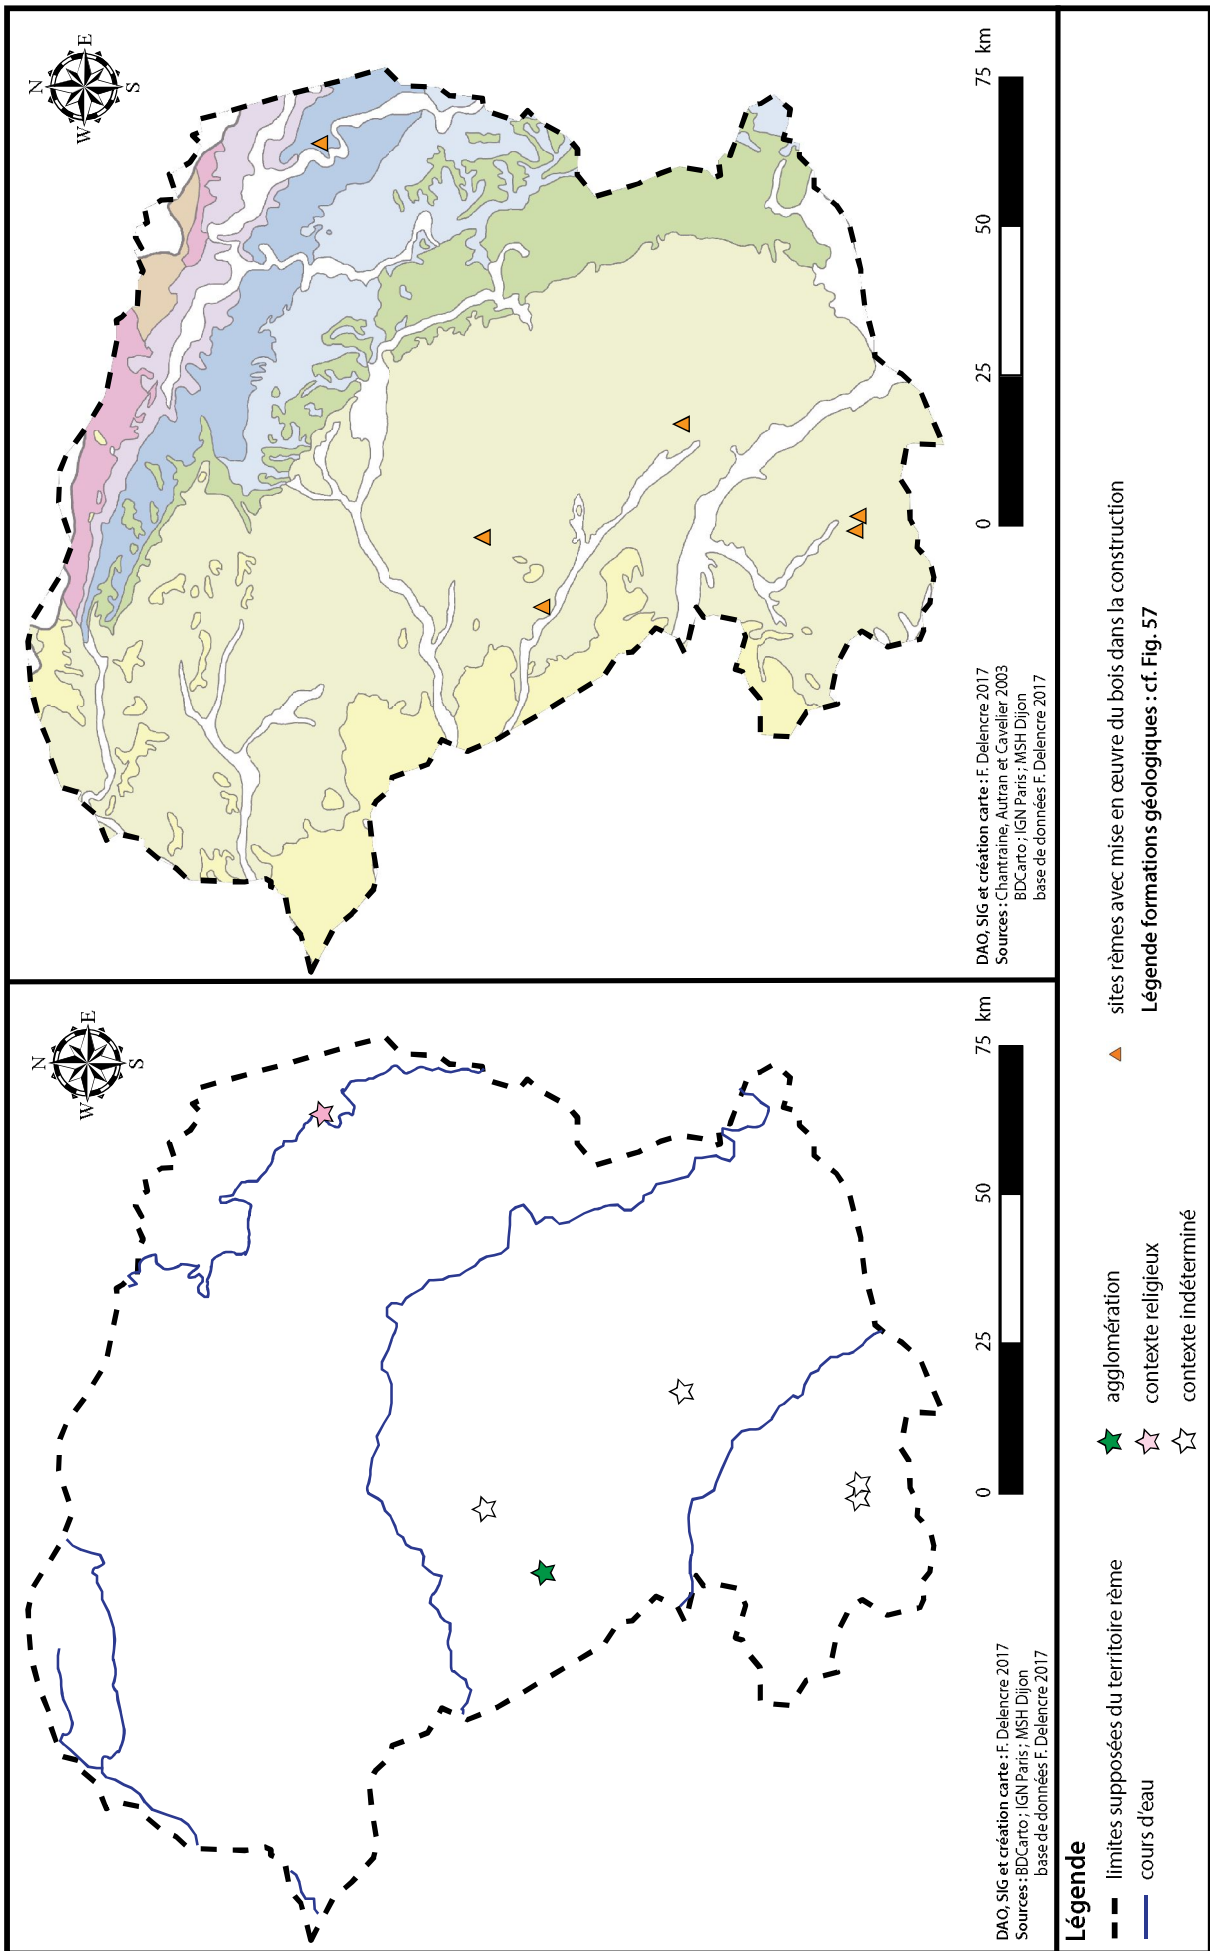 N
E
S
W
0
25
50
75
km
DAO, SIG et création carte : F. Delencre 2017
Sources : BDCarto ; IGN Paris ; MSH Dijon
base de données F. Delencre 2017
N
E
S
W
0
25
50
75
km
DAO, SIG et création carte : F. Delencre 2017
Sources : Chantraine, Autran et Cavelier 2003
BDCarto ; IGN Paris ; MSH Dijon
base de données F. Delencre 2017
Légende
limites supposées du territoire rème
cours d'eau
agglomération
contexte religieux
contexte indéterminé
sites rèmes avec mise en œuvre du bois dans la construction
Légende formations géologiques : cf. Fig. 57